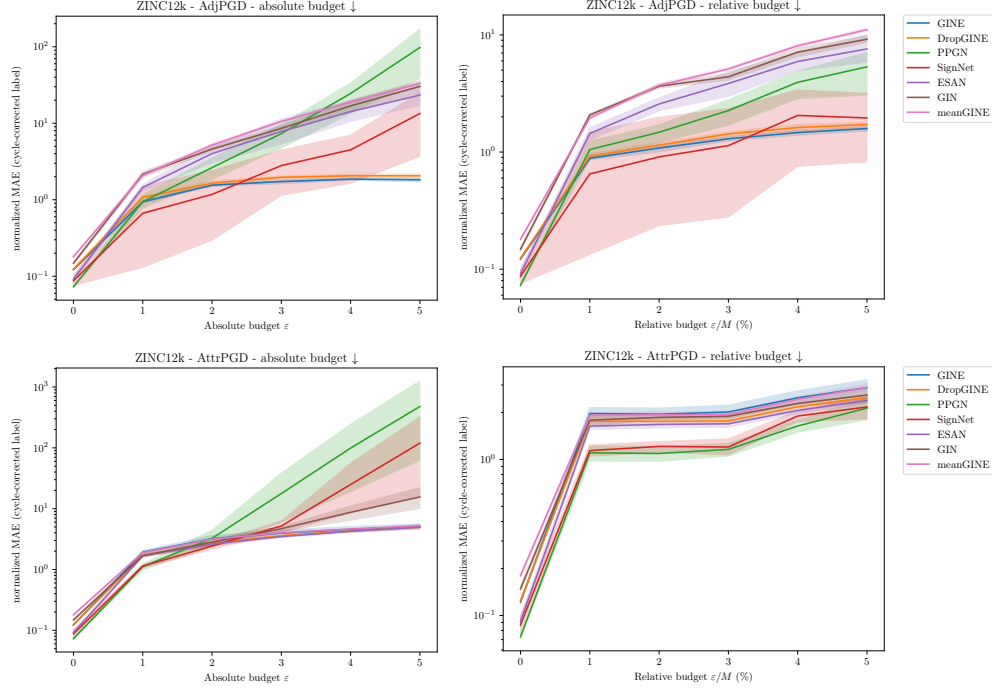 ZINC12k - AdjPGD - absolute budget ↓
normalized MAE (cycle-corrected label)
10²
10¹
10⁰
10⁻¹
0 1 2 3 4 5
Absolute budget ε
ZINC12k - AdjPGD - relative budget ↓
normalized MAE (cycle-corrected label)
10¹
10⁰
10⁻¹
0 1 2 3 4 5
Relative budget ε/M (%)
GINE
DropGINE
PPGN
SignNet
ESAN
GIN
meanGINE
ZINC12k - AttrPGD - absolute budget ↓
normalized MAE (cycle-corrected label)
10³
10²
10¹
10⁰
10⁻¹
0 1 2 3 4 5
Absolute budget ε
ZINC12k - AttrPGD - relative budget ↓
normalized MAE (cycle-corrected label)
10⁰
10⁻¹
0 1 2 3 4 5
Relative budget ε/M (%)
GINE
DropGINE
PPGN
SignNet
ESAN
GIN
meanGINE